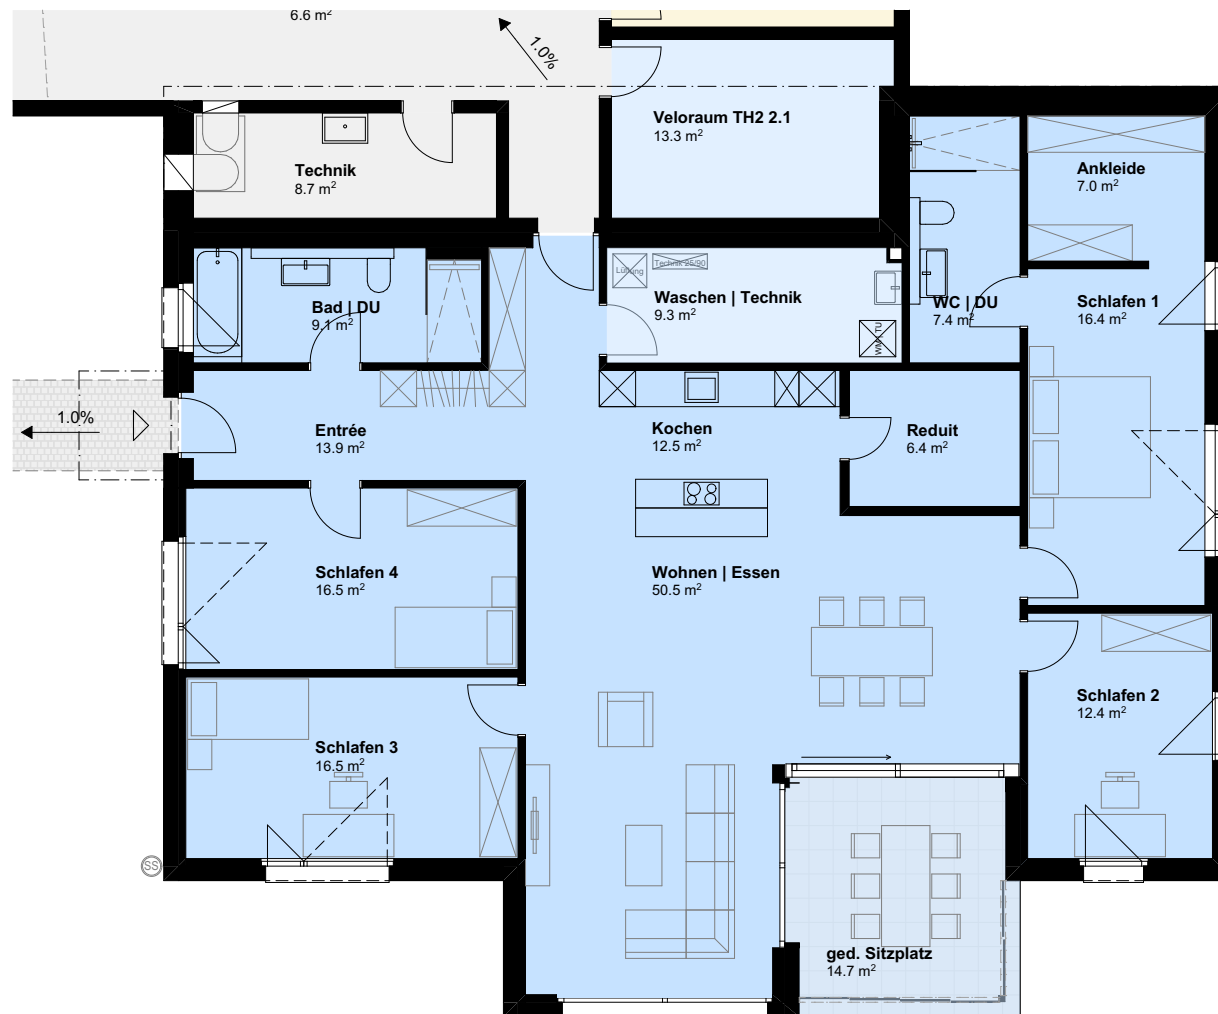 6.6 m²
1.0%
Veloraum TH2 2.1
13.3 m²
Technik
8.7 m²
Ankleide
7.0 m²
Lüftung
Technik 25/90
Waschen | Technik
9.3 m²
Bad | DU
9.1 m²
WC | DU
7.4 m²
Schlafen 1
16.4 m²
1.0%
Entrée
13.9 m²
Kochen
12.5 m²
Reduit
6.4 m²
Schlafen 4
16.5 m²
Wohnen | Essen
50.5 m²
Schlafen 3
16.5 m²
Schlafen 2
12.4 m²
SS
ged. Sitzplatz
14.7 m²